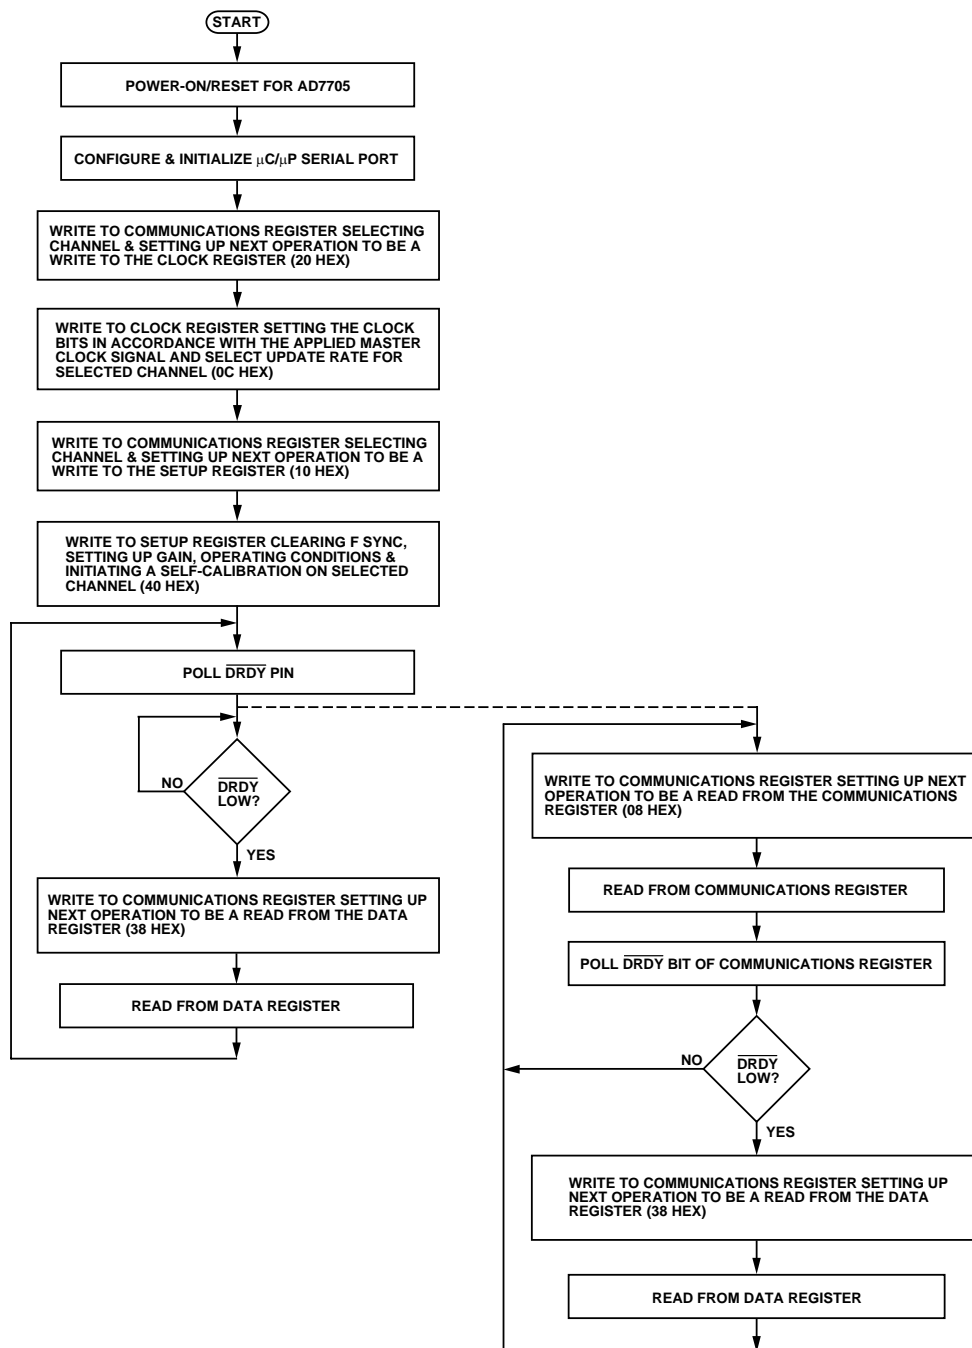 START
POWER-ON/RESET FOR AD7705
CONFIGURE & INITIALIZE μC/μP SERIAL PORT
WRITE TO COMMUNICATIONS REGISTER SELECTING
CHANNEL & SETTING UP NEXT OPERATION TO BE A
WRITE TO THE CLOCK REGISTER (20 HEX)
WRITE TO CLOCK REGISTER SETTING THE CLOCK
BITS IN ACCORDANCE WITH THE APPLIED MASTER
CLOCK SIGNAL AND SELECT UPDATE RATE FOR
SELECTED CHANNEL (0C HEX)
WRITE TO COMMUNICATIONS REGISTER SELECTING
CHANNEL & SETTING UP NEXT OPERATION TO BE A
WRITE TO THE SETUP REGISTER (10 HEX)
WRITE TO SETUP REGISTER CLEARING F SYNC,
SETTING UP GAIN, OPERATING CONDITIONS &
INITIATING A SELF-CALIBRATION ON SELECTED
CHANNEL (40 HEX)
POLL DRDY PIN
NO
DRDY
LOW?
YES
WRITE TO COMMUNICATIONS REGISTER SETTING UP
NEXT OPERATION TO BE A READ FROM THE DATA
REGISTER (38 HEX)
READ FROM DATA REGISTER
WRITE TO COMMUNICATIONS REGISTER SETTING UP NEXT
OPERATION TO BE A READ FROM THE COMMUNICATIONS
REGISTER (08 HEX)
READ FROM COMMUNICATIONS REGISTER
POLL DRDY BIT OF COMMUNICATIONS REGISTER
NO
DRDY
LOW?
YES
WRITE TO COMMUNICATIONS REGISTER SETTING UP
NEXT OPERATION TO BE A READ FROM THE DATA
REGISTER (38 HEX)
READ FROM DATA REGISTER